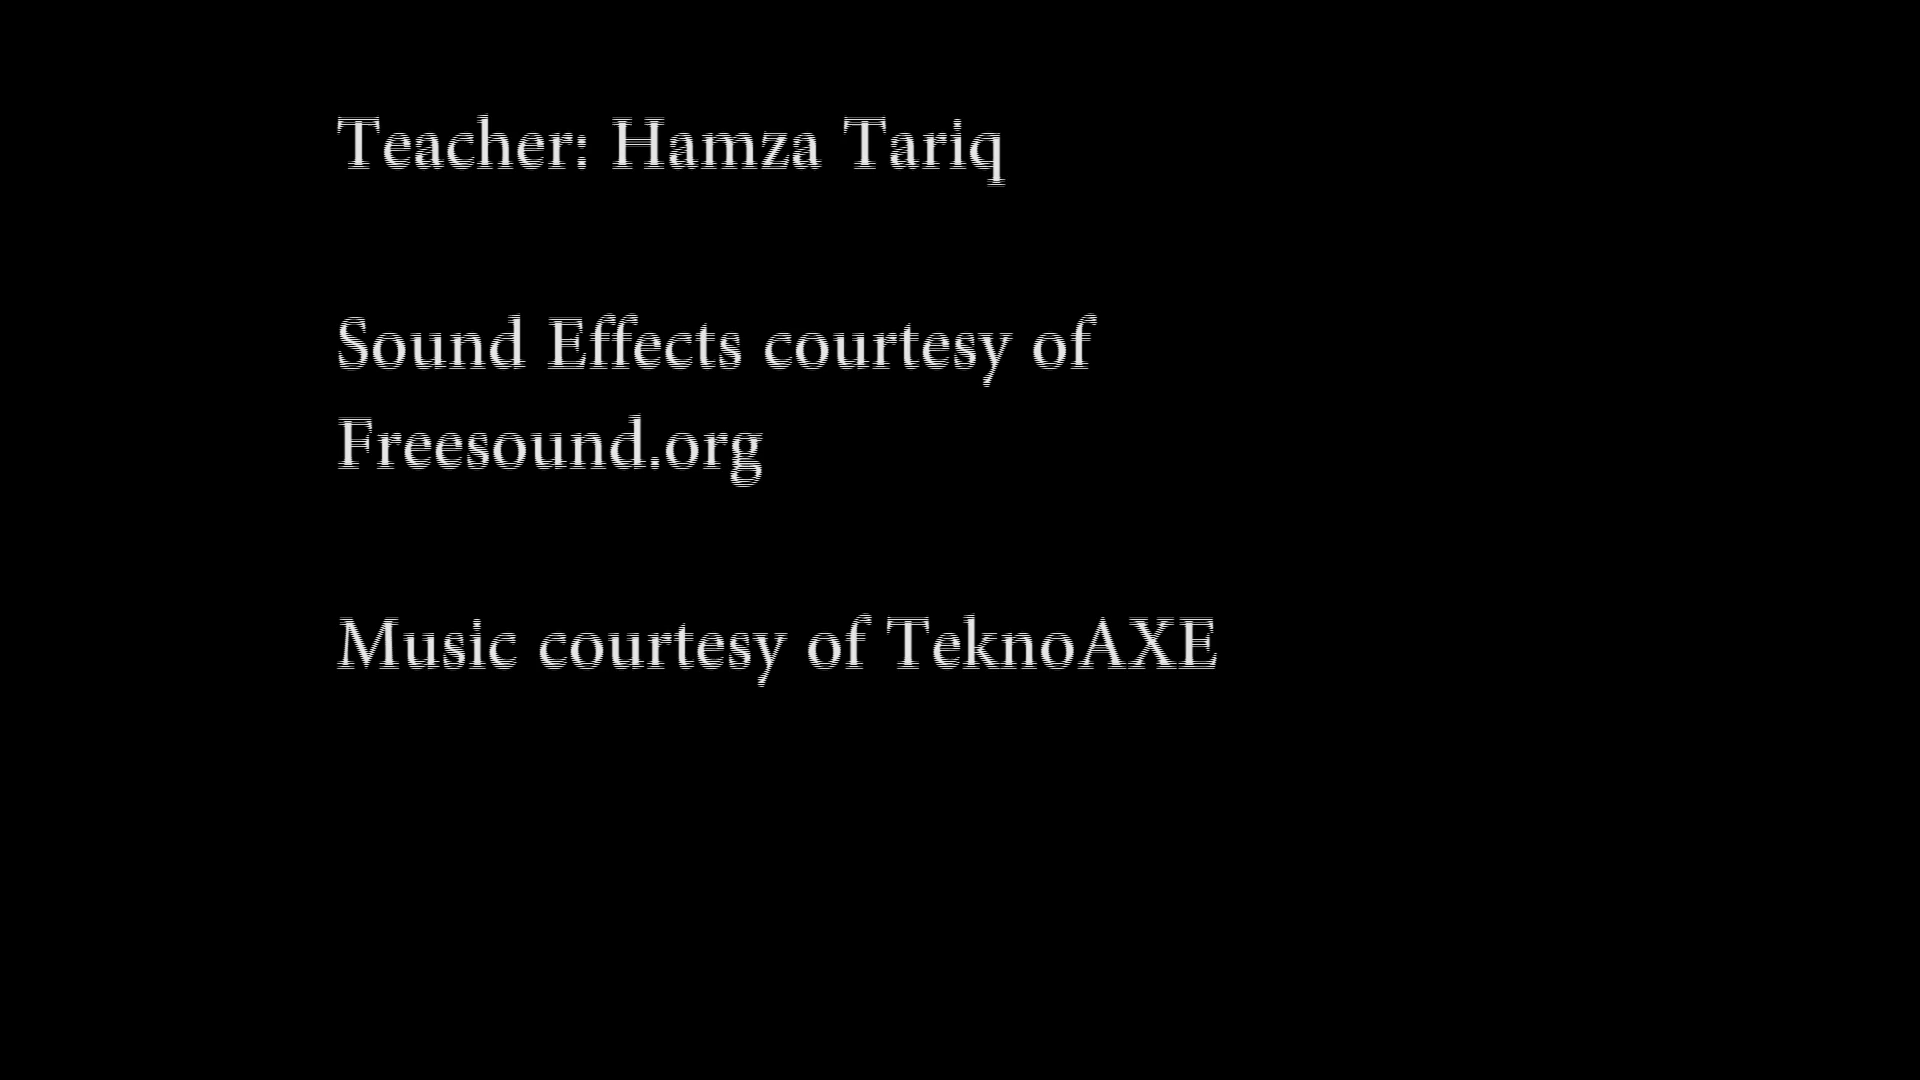 Teacher: Hamza Tariq
Sound Effects courtesy of
Freesound.org
Music courtesy of TeknoAXE